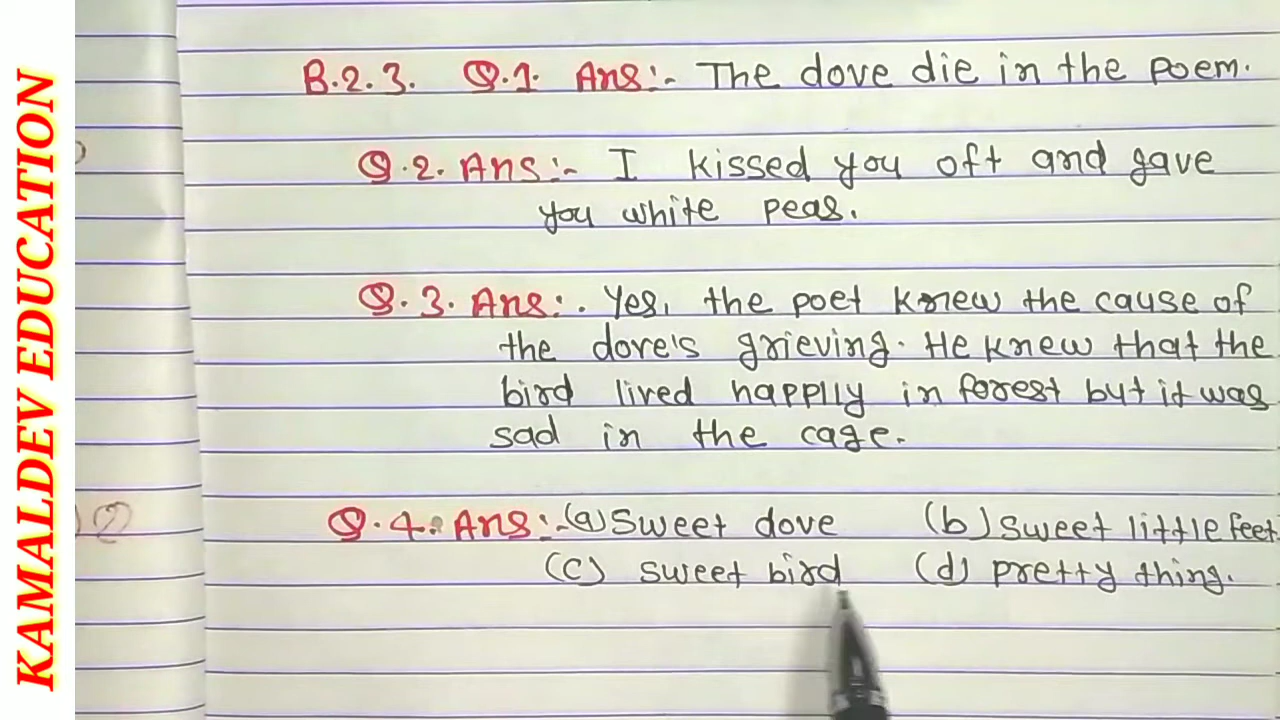 KAMALDEV EDUCATION
B.2.3. Q.1. Ans:- The dove die in the poem.
Q.2. Ans:- I kissed you oft and gave
you white peas.
Q.3. Ans:. Yes, the poet knew the cause of
the dove's grieving. He knew that the
bird lived happlly in forest but it was
sad in the cage.
Q.4. Ans:-(a) Sweet dove (b) Sweet little feet.
(c) sweet bird (d) pretty thing.
2